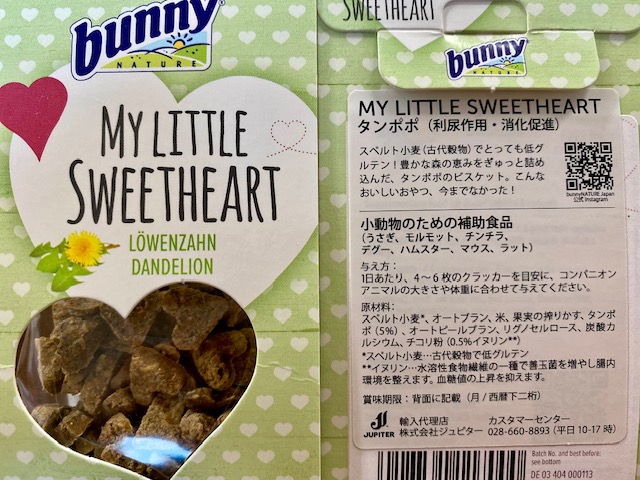 bunny
NATURE
MY LITTLE
SWEETHEART
LÖWENZAHN
DANDELION
SWEETHEART
bunny
NATURE
MY LITTLE SWEETHEART
タンポポ（利尿作用・消化促進）
スペルト小麦（古代穀物）でとっても低グ
ルテン！豊かな森の恵みをぎゅっと詰め
込んだ、タンポポのビスケット。こんな
おいしいおやつ、今までなかった！
bunnyNATURE Japan
公式 Instagram
小動物のための補助食品
（うさぎ、モルモット、チンチラ、
デグー、ハムスター、マウス、ラット）
与え方：
1日あたり、4～6枚のクラッカーを目安に、コンパニオン
アニマルの大きさや体重に合わせて与えてください。
原材料：
スペルト小麦*、オートブラン、米、果実の搾りかす、タンポ
ポ（5%）、オートピールブラン、リグノセルロース、炭酸カ
ルシウム、チコリ粉（0.5%イヌリン**）
*スペルト小麦…古代穀物で低グルテン
**イヌリン…水溶性食物繊維の一種で善玉菌を増やし腸内
環境を整えます。血糖値の上昇を抑えます。
賞味期限：背面に記載（月/西暦下二桁）
JUPITER
輸入代理店 カスタマーセンター
株式会社ジュピター 028-660-8893（平日10-17時）
Batch No. and best before:
see bottom
DE 03 404 000113